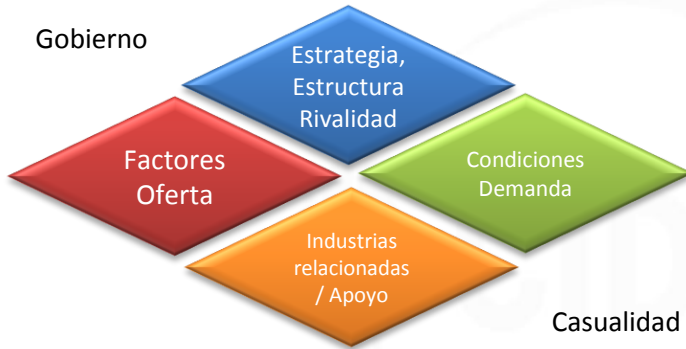 Gobierno
Estrategia,
Estructura
Rivalidad
Factores
Oferta
Condiciones
Demanda
Industrias
relacionadas
/ Apoyo
Casualidad